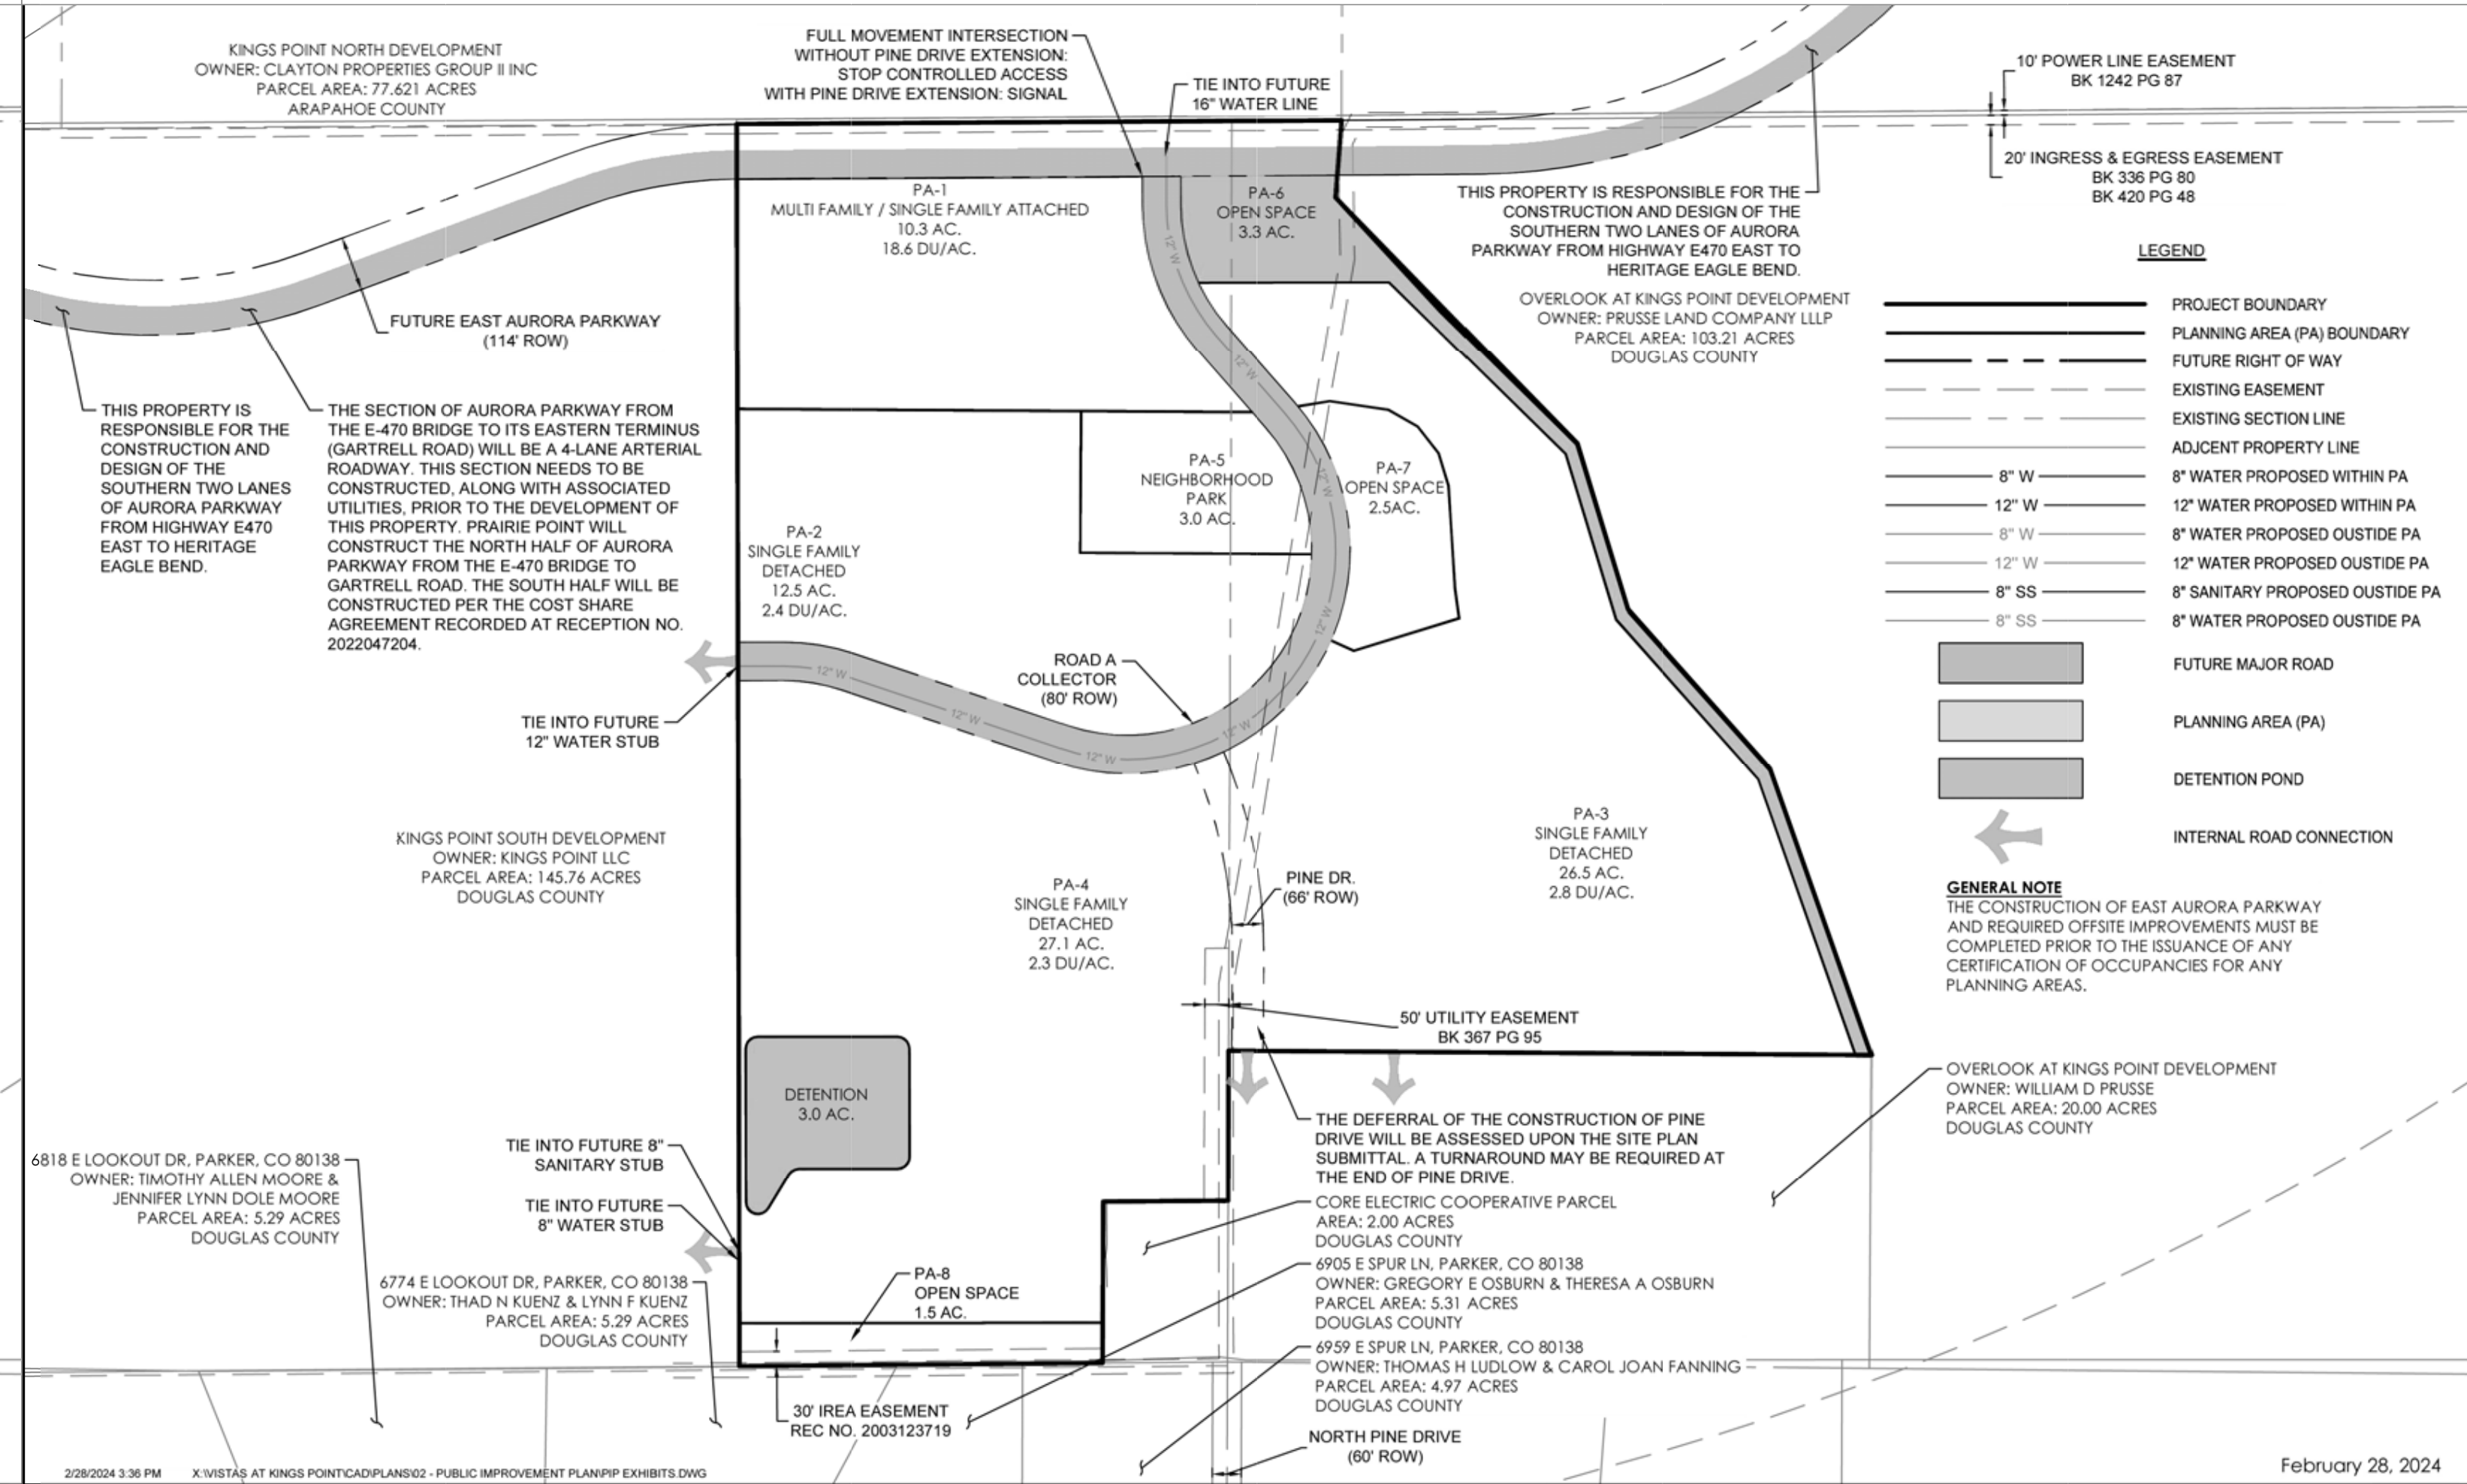 KINGS POINT NORTH DEVELOPMENT
OWNER: CLAYTON PROPERTIES GROUP II INC
PARCEL AREA: 77.621 ACRES
ARAPAHOE COUNTY
FULL MOVEMENT INTERSECTION
WITHOUT PINE DRIVE EXTENSION:
STOP CONTROLLED ACCESS
WITH PINE DRIVE EXTENSION: SIGNAL
TIE INTO FUTURE
16" WATER LINE
10' POWER LINE EASEMENT
BK 1242 PG 87
20' INGRESS & EGRESS EASEMENT
BK 336 PG 80
BK 420 PG 48
PA-1
MULTI FAMILY / SINGLE FAMILY ATTACHED
10.3 AC.
18.6 DU/AC.
PA-6
OPEN SPACE
3.3 AC.
THIS PROPERTY IS RESPONSIBLE FOR THE
CONSTRUCTION AND DESIGN OF THE
SOUTHERN TWO LANES OF AURORA
PARKWAY FROM HIGHWAY E470 EAST TO
HERITAGE EAGLE BEND.
OVERLOOK AT KINGS POINT DEVELOPMENT
OWNER: PRUSSE LAND COMPANY LLLP
PARCEL AREA: 103.21 ACRES
DOUGLAS COUNTY
FUTURE EAST AURORA PARKWAY
(114' ROW)
THIS PROPERTY IS
RESPONSIBLE FOR THE
CONSTRUCTION AND
DESIGN OF THE
SOUTHERN TWO LANES
OF AURORA PARKWAY
FROM HIGHWAY E470
EAST TO HERITAGE
EAGLE BEND.
THE SECTION OF AURORA PARKWAY FROM
THE E-470 BRIDGE TO ITS EASTERN TERMINUS
(GARTRELL ROAD) WILL BE A 4-LANE ARTERIAL
ROADWAY. THIS SECTION NEEDS TO BE
CONSTRUCTED, ALONG WITH ASSOCIATED
UTILITIES, PRIOR TO THE DEVELOPMENT OF
THIS PROPERTY. PRAIRIE POINT WILL
CONSTRUCT THE NORTH HALF OF AURORA
PARKWAY FROM THE E-470 BRIDGE TO
GARTRELL ROAD. THE SOUTH HALF WILL BE
CONSTRUCTED PER THE COST SHARE
AGREEMENT RECORDED AT RECEPTION NO.
2022047204.
12" W
12" W
12" W
12" W
12" W
12" W
12" W
12" W
PA-5
NEIGHBORHOOD
PARK
3.0 AC.
PA-7
OPEN SPACE
2.5AC.
PA-2
SINGLE FAMILY
DETACHED
12.5 AC.
2.4 DU/AC.
ROAD A
COLLECTOR
(80' ROW)
TIE INTO FUTURE
12" WATER STUB
KINGS POINT SOUTH DEVELOPMENT
OWNER: KINGS POINT LLC
PARCEL AREA: 145.76 ACRES
DOUGLAS COUNTY
PA-3
SINGLE FAMILY
DETACHED
26.5 AC.
2.8 DU/AC.
PA-4
SINGLE FAMILY
DETACHED
27.1 AC.
2.3 DU/AC.
PINE DR.
(66' ROW)
50' UTILITY EASEMENT
BK 367 PG 95
DETENTION
3.0 AC.
THE DEFERRAL OF THE CONSTRUCTION OF PINE
DRIVE WILL BE ASSESSED UPON THE SITE PLAN
SUBMITTAL. A TURNAROUND MAY BE REQUIRED AT
THE END OF PINE DRIVE.
TIE INTO FUTURE 8"
SANITARY STUB
TIE INTO FUTURE
8" WATER STUB
6818 E LOOKOUT DR, PARKER, CO 80138
OWNER: TIMOTHY ALLEN MOORE &
JENNIFER LYNN DOLE MOORE
PARCEL AREA: 5.29 ACRES
DOUGLAS COUNTY
6774 E LOOKOUT DR, PARKER, CO 80138
OWNER: THAD N KUENZ & LYNN F KUENZ
PARCEL AREA: 5.29 ACRES
DOUGLAS COUNTY
PA-8
OPEN SPACE
1.5 AC.
CORE ELECTRIC COOPERATIVE PARCEL
AREA: 2.00 ACRES
DOUGLAS COUNTY
6905 E SPUR LN, PARKER, CO 80138
OWNER: GREGORY E OSBURN & THERESA A OSBURN
PARCEL AREA: 5.31 ACRES
DOUGLAS COUNTY
6959 E SPUR LN, PARKER, CO 80138
OWNER: THOMAS H LUDLOW & CAROL JOAN FANNING
PARCEL AREA: 4.97 ACRES
DOUGLAS COUNTY
30' IREA EASEMENT
REC NO. 2003123719
NORTH PINE DRIVE
(60' ROW)
LEGEND
PROJECT BOUNDARY
PLANNING AREA (PA) BOUNDARY
FUTURE RIGHT OF WAY
EXISTING EASEMENT
EXISTING SECTION LINE
ADJCENT PROPERTY LINE
8" W 8" WATER PROPOSED WITHIN PA
12" W 12" WATER PROPOSED WITHIN PA
8" W 8" WATER PROPOSED OUSTIDE PA
12" W 12" WATER PROPOSED OUSTIDE PA
8" SS 8" SANITARY PROPOSED OUSTIDE PA
8" SS 8" WATER PROPOSED OUSTIDE PA
FUTURE MAJOR ROAD
PLANNING AREA (PA)
DETENTION POND
INTERNAL ROAD CONNECTION
GENERAL NOTE
THE CONSTRUCTION OF EAST AURORA PARKWAY
AND REQUIRED OFFSITE IMPROVEMENTS MUST BE
COMPLETED PRIOR TO THE ISSUANCE OF ANY
CERTIFICATION OF OCCUPANCIES FOR ANY
PLANNING AREAS.
OVERLOOK AT KINGS POINT DEVELOPMENT
OWNER: WILLIAM D PRUSSE
PARCEL AREA: 20.00 ACRES
DOUGLAS COUNTY
2/28/2024 3:36 PM X:\VISTAS AT KINGS POINT\CAD\PLANS\02 - PUBLIC IMPROVEMENT PLAN\PIP EXHIBITS.DWG
February 28, 2024